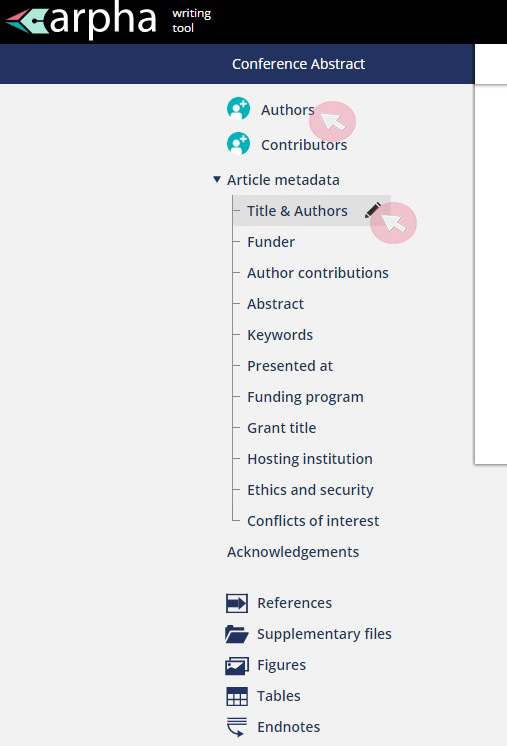 arpha writing
tool
Conference Abstract
Authors
Contributors
Article metadata
Title & Authors
Funder
Author contributions
Abstract
Keywords
Presented at
Funding program
Grant title
Hosting institution
Ethics and security
Conflicts of interest
Acknowledgements
References
Supplementary files
Figures
Tables
Endnotes